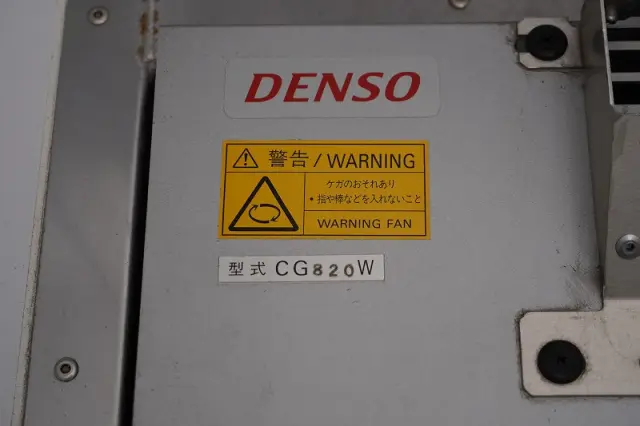 DENSO
警告/WARNING
ケガのおそれあり
・指や棒などを入れないこと
WARNING FAN
型式 CG820W